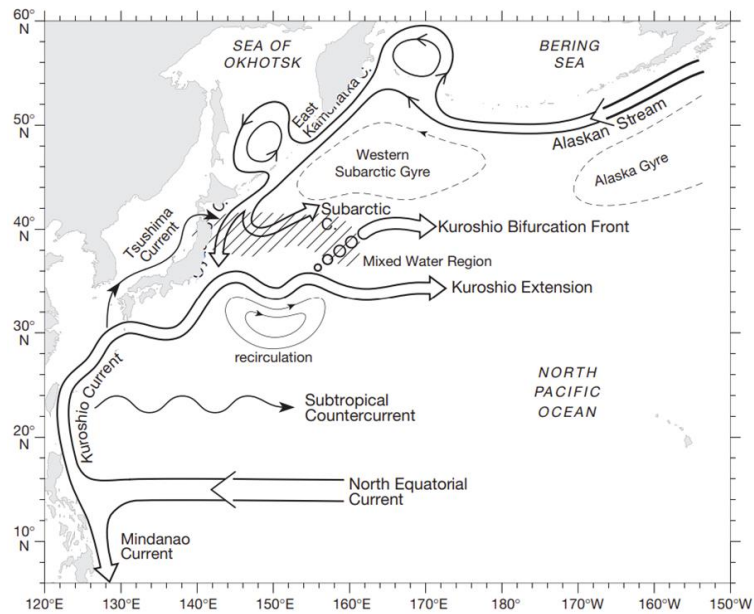 60°
SEA OF
OKHOTSK
BERING
SEA
East
Kamchatka C.
50°
N
Alaskan Stream
Western
Subarctic Gyre
Alaska Gyre
Subarctic
C.
40°
N
Tsushima
Current
Kuroshio Bifurcation Front
Mixed Water Region
Kuroshio Extension
30°
N
recirculation
Kuroshio Current
NORTH
PACIFIC
OCEAN
Subtropical
Countercurrent
20°
N
North Equatorial
Current
10°
N
Mindanao
Current
120°E 130°E 140°E 150°E 160°E 170°E 180°E 170°W 160°W 150°W